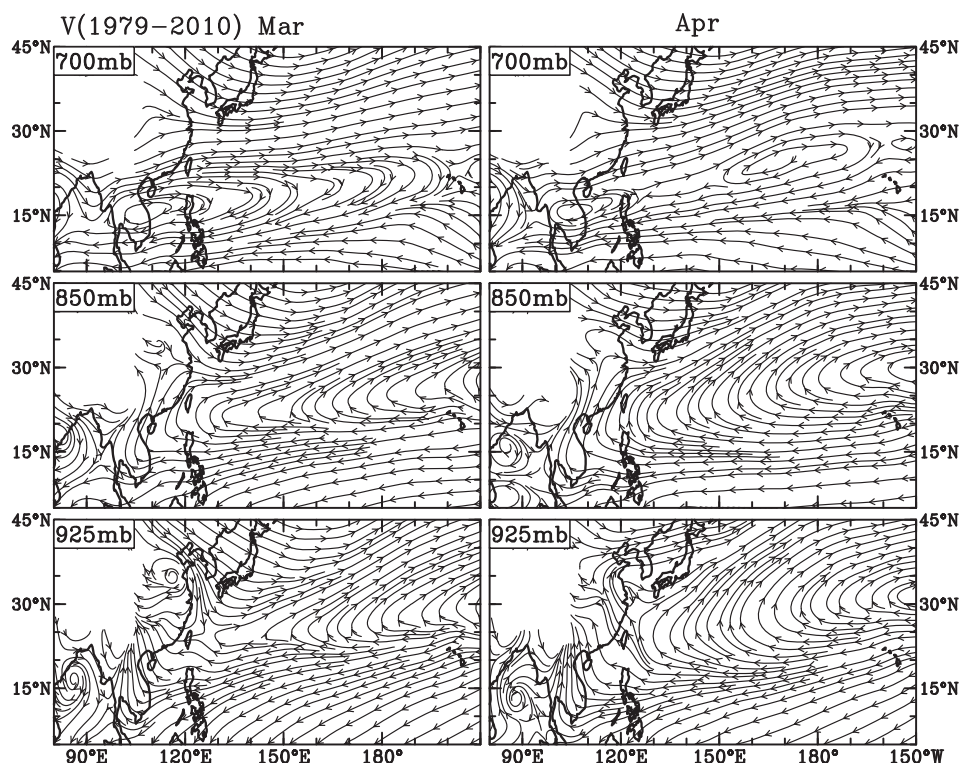 V(1979−2010) Mar Apr
45°N 700mb 700mb 45°N
30°N 30°N
15°N 15°N
45°N 850mb 850mb 45°N
30°N 30°N
15°N 15°N
45°N 925mb 925mb 45°N
30°N 30°N
15°N 15°N
90°E 120°E 150°E 180° 90°E 120°E 150°E 180° 150°W